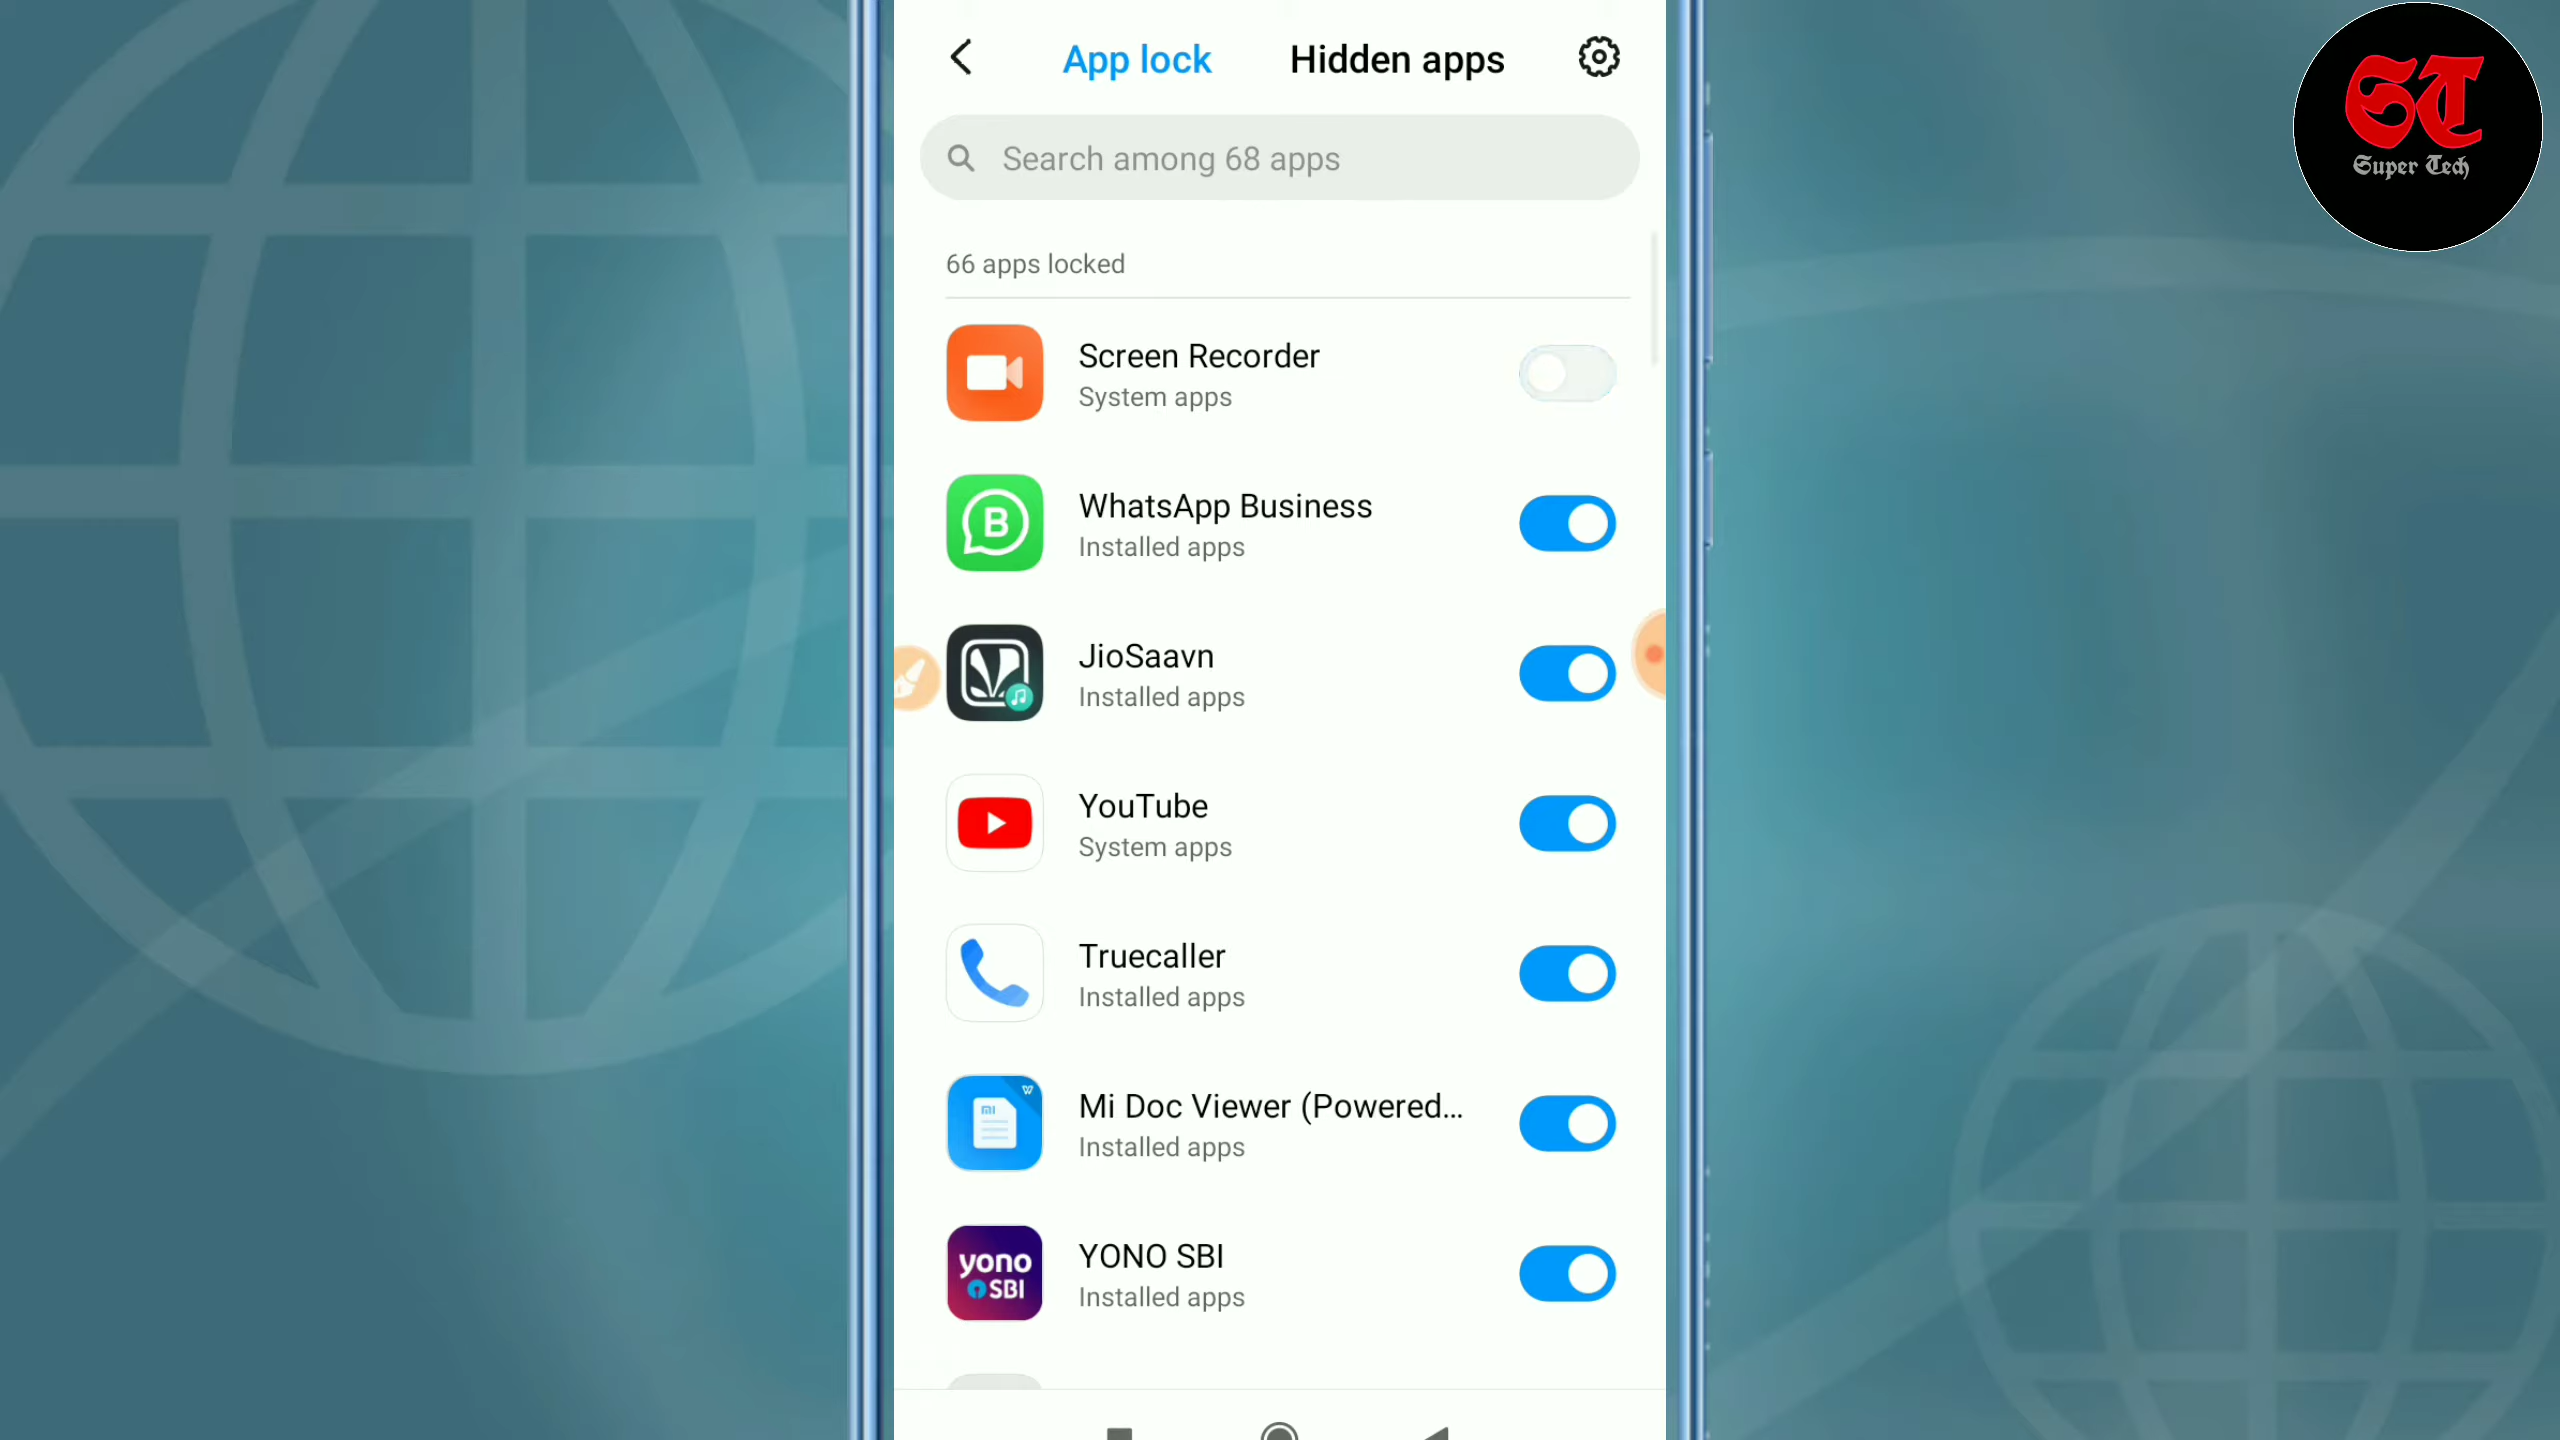 App lock Hidden apps
ST
Super Tech
Search among 68 apps
66 apps locked
Screen Recorder
System apps
WhatsApp Business
Installed apps
B
JioSaavn
Installed apps
YouTube
System apps
Truecaller
Installed apps
Mi Doc Viewer (Powered...
Installed apps
W
mi
YONO SBI
Installed apps
yono
SBI